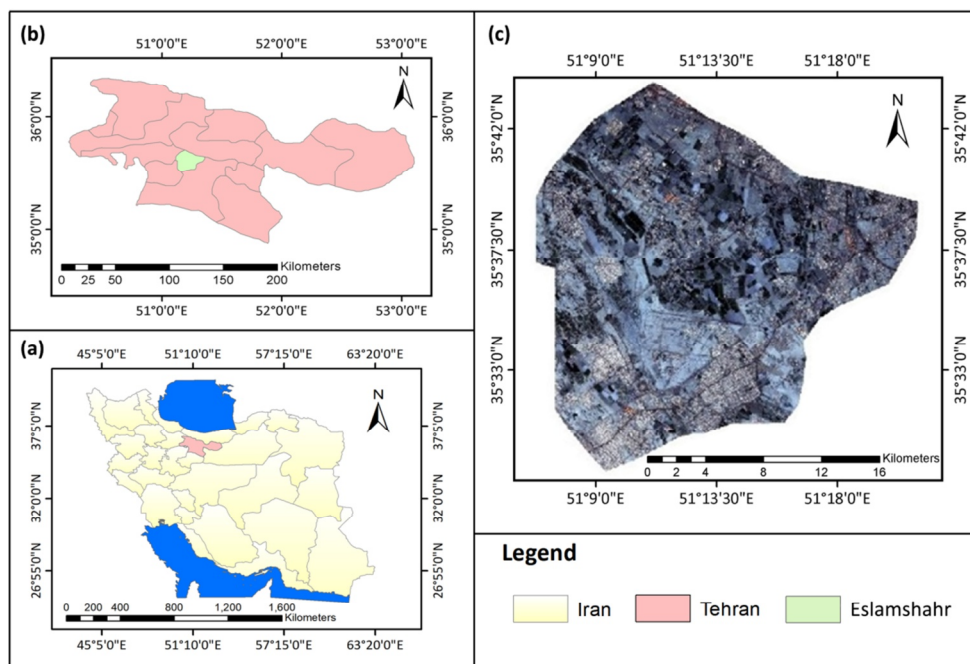 (b)
51°0'0"E 52°0'0"E 53°0'0"E
N
36°0'0"N 36°0'0"N
35°0'0"N 35°0'0"N
Kilometers
0 25 50 100 150 200
51°0'0"E 52°0'0"E 53°0'0"E
(a)
45°5'0"E 51°10'0"E 57°15'0"E 63°20'0"E
N
37°5'0"N 37°5'0"N
32°0'0"N 32°0'0"N
26°55'0"N 26°55'0"N
0 200 400 800 1,200 1,600
Kilometers
45°5'0"E 51°10'0"E 57°15'0"E 63°20'0"E
(c)
51°9'0"E 51°13'30"E 51°18'0"E
N
35°42'0"N 35°42'0"N
35°37'30"N 35°37'30"N
35°33'0"N 35°33'0"N
Kilometers
0 2 4 8 12 16
51°9'0"E 51°13'30"E 51°18'0"E
Legend
Iran Tehran Eslamshahr